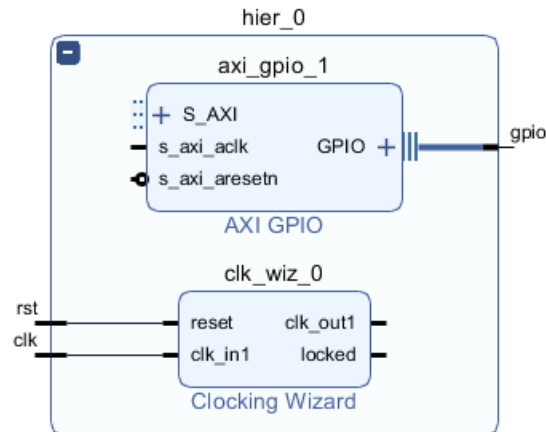 hier_0
axi_gpio_1
S_AXI
s_axi_aclk
s_axi_aresetn
GPIO
gpio
AXI GPIO
clk_wiz_0
rst
clk
reset
clk_in1
clk_out1
locked
Clocking Wizard